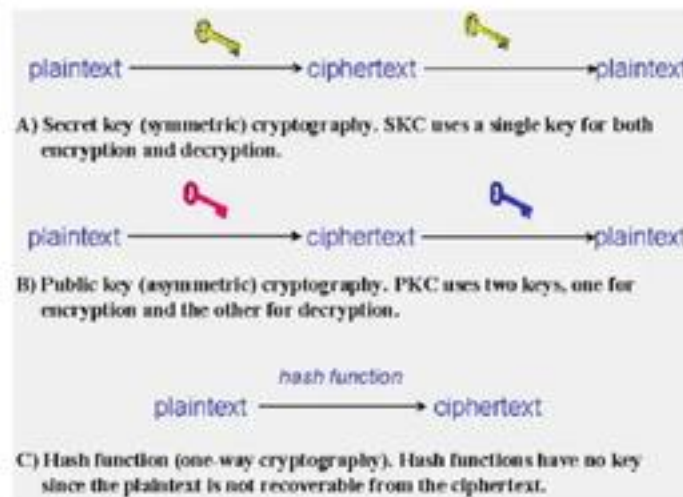 plaintext ciphertext plaintext
A) Secret key (symmetric) cryptography. SKC uses a single key for both
encryption and decryption.
plaintext ciphertext plaintext
B) Public key (asymmetric) cryptography. PKC uses two keys, one for
encryption and the other for decryption.
hash function
plaintext ciphertext
C) Hash function (one-way cryptography). Hash functions have no key
since the plaintext is not recoverable from the ciphertext.